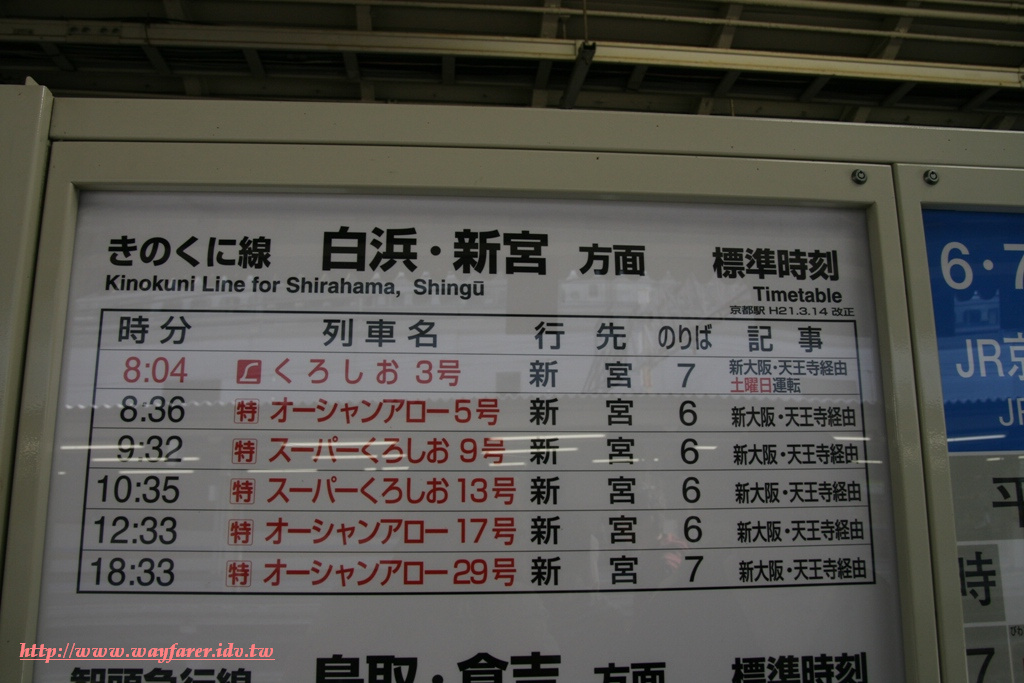 きのくに線 白浜・新宮 方面 標準時刻
Kinokuni Line for Shirahama, Shingū Timetable
京都駅 H21.3.14 改正
時分 列車名 行先 のりば 記事
8:04 くろしお 3号 新宮 7 新大阪・天王寺経由
土曜日運転
8:36 特 オーシャンアロー 5号 新宮 6 新大阪・天王寺経由
9:32 特 スーパーくろしお 9号 新宮 6 新大阪・天王寺経由
10:35 特 スーパーくろしお 13号 新宮 6 新大阪・天王寺経由
12:33 特 オーシャンアロー 17号 新宮 6 新大阪・天王寺経由
18:33 特 オーシャンアロー 29号 新宮 7 新大阪・天王寺経由
智頭急行線 鳥取・倉吉 方面 標準時刻
6・7
JR京
JR
平
時
7
http://www.wayfarer.idv.tw